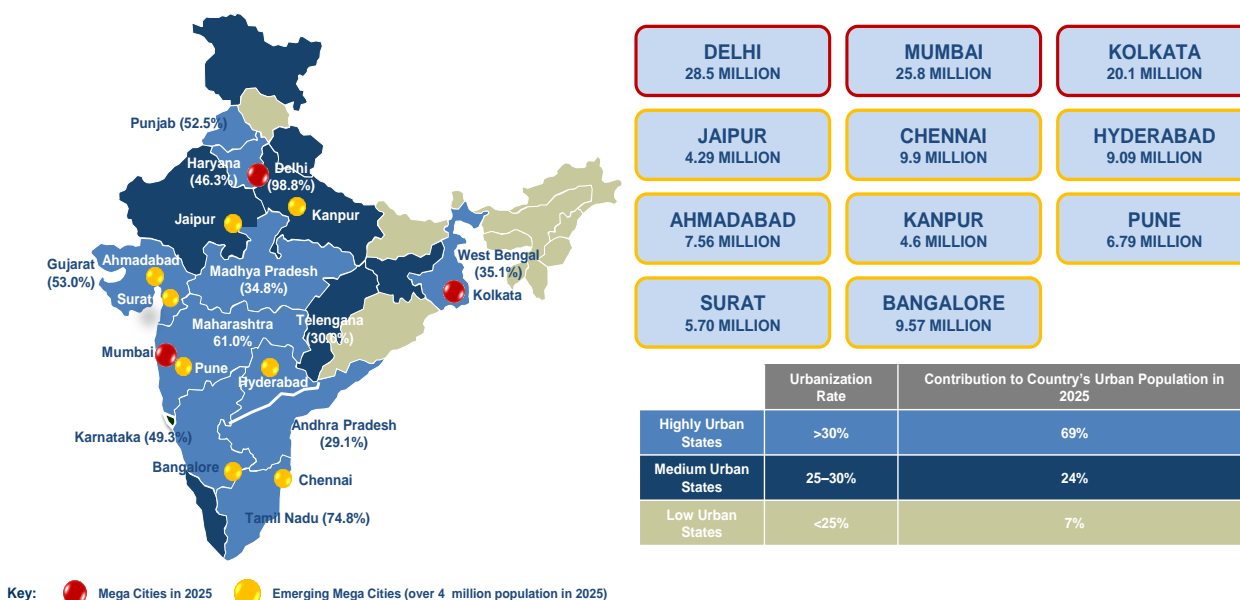 Punjab (52.5%)
Haryana
(46.3%)
Delhi
(98.8%)
Jaipur
Kanpur
Gujarat
(53.0%)
Ahmadabad
Surat
Madhya Pradesh
(34.8%)
West Bengal
(35.1%)
Kolkata
Maharashtra
61.0%
Telengana
(30.0%)
Mumbai
Pune
Hyderabad
Karnataka (49.3%)
Andhra Pradesh
(29.1%)
Bangalore
Chennai
Tamil Nadu (74.8%)
Key:
Mega Cities in 2025
Emerging Mega Cities (over 4 million population in 2025)
DELHI
28.5 MILLION
MUMBAI
25.8 MILLION
KOLKATA
20.1 MILLION
JAIPUR
4.29 MILLION
CHENNAI
9.9 MILLION
HYDERABAD
9.09 MILLION
AHMADABAD
7.56 MILLION
KANPUR
4.6 MILLION
PUNE
6.79 MILLION
SURAT
5.70 MILLION
BANGALORE
9.57 MILLION
Urbanization
Rate
Contribution to Country's Urban Population in
2025
Highly Urban
States
>30%
69%
Medium Urban
States
25–30%
24%
Low Urban
States
<25%
7%